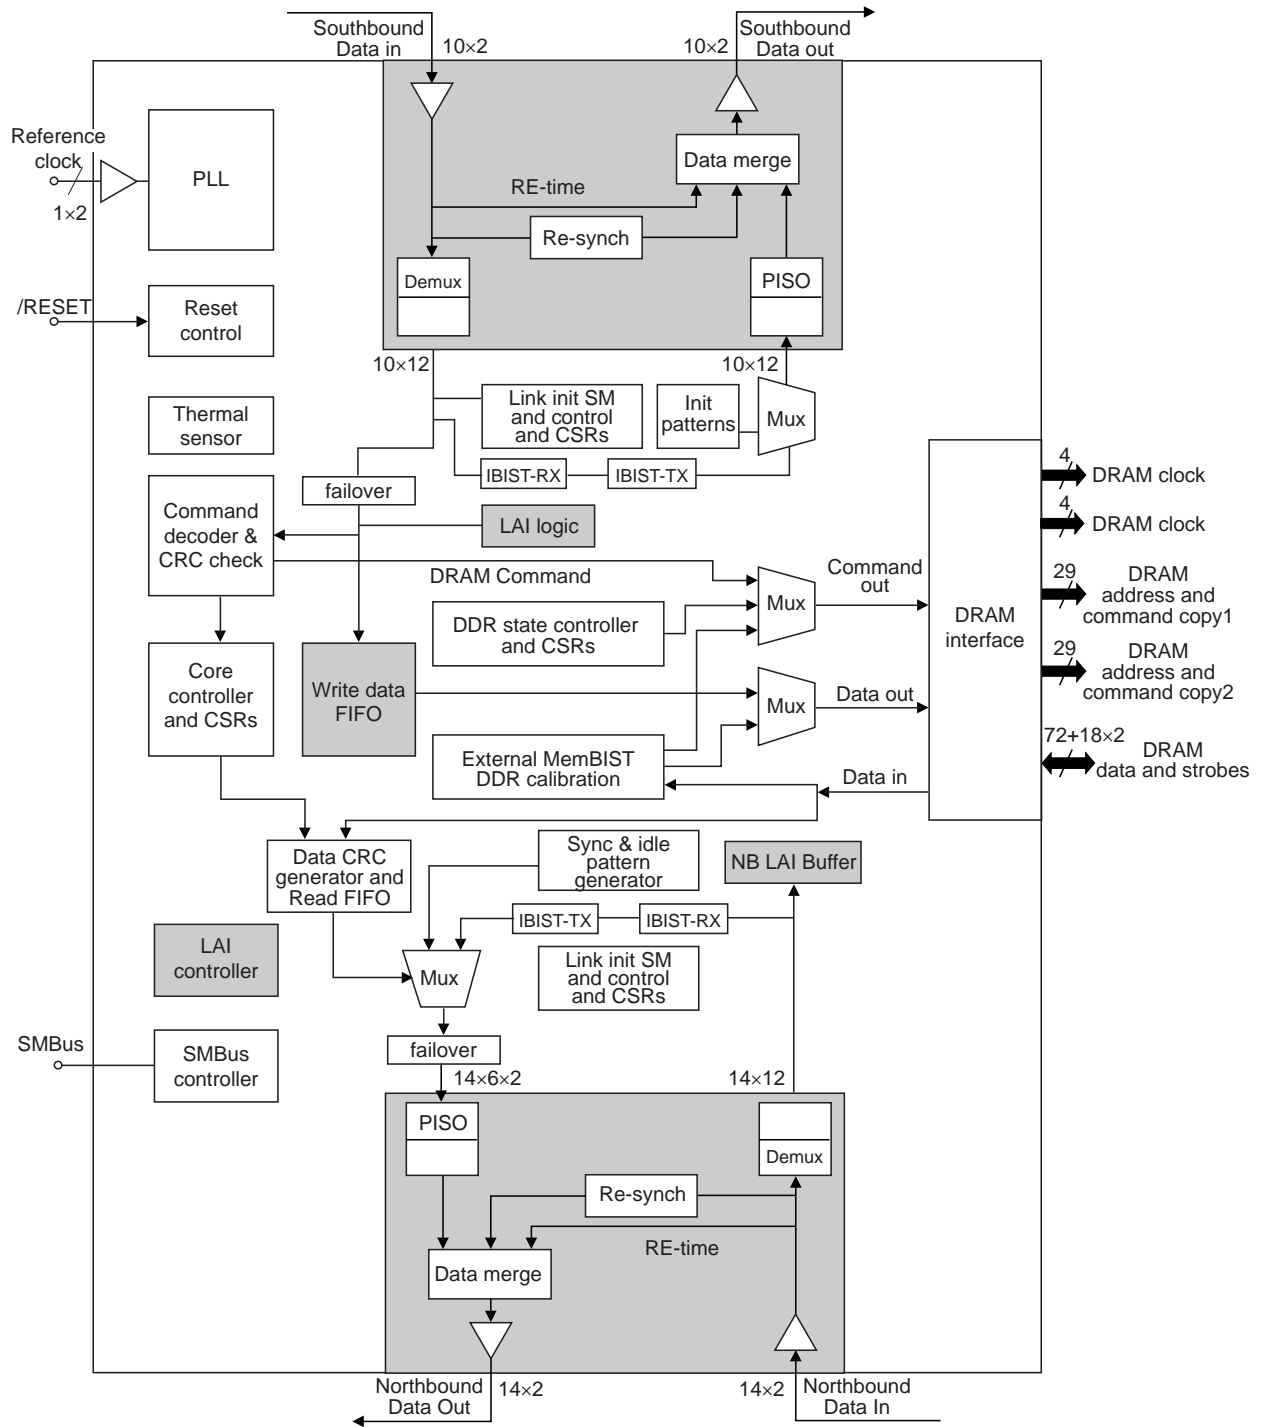 Southbound
Data in
10×2
10×2
Southbound
Data out
Reference
clock
1×2
PLL
Data merge
RE-time
Re-synch
Demux
PISO
/RESET
Reset
control
10×12
10×12
Thermal
sensor
Link init SM
and control
and CSRs
Init
patterns
Mux
IBIST-RX
IBIST-TX
failover
Command
decoder &
CRC check
LAI logic
DRAM Command
DDR state controller
and CSRs
Mux
Command
out
DRAM
interface
4
DRAM clock
4
DRAM clock
29
DRAM
address and
command copy1
29
DRAM
address and
command copy2
72+18×2
DRAM
data and strobes
Core
controller
and CSRs
Write data
FIFO
Mux
Data out
External MemBIST
DDR calibration
Data in
Data CRC
generator and
Read FIFO
Sync & idle
pattern
generator
NB LAI Buffer
IBIST-TX
IBIST-RX
LAI
controller
Mux
Link init SM
and control
and CSRs
SMBus
SMBus
controller
failover
14×6×2
14×12
PISO
Demux
Re-synch
RE-time
Data merge
Northbound
Data Out
14×2
14×2
Northbound
Data In